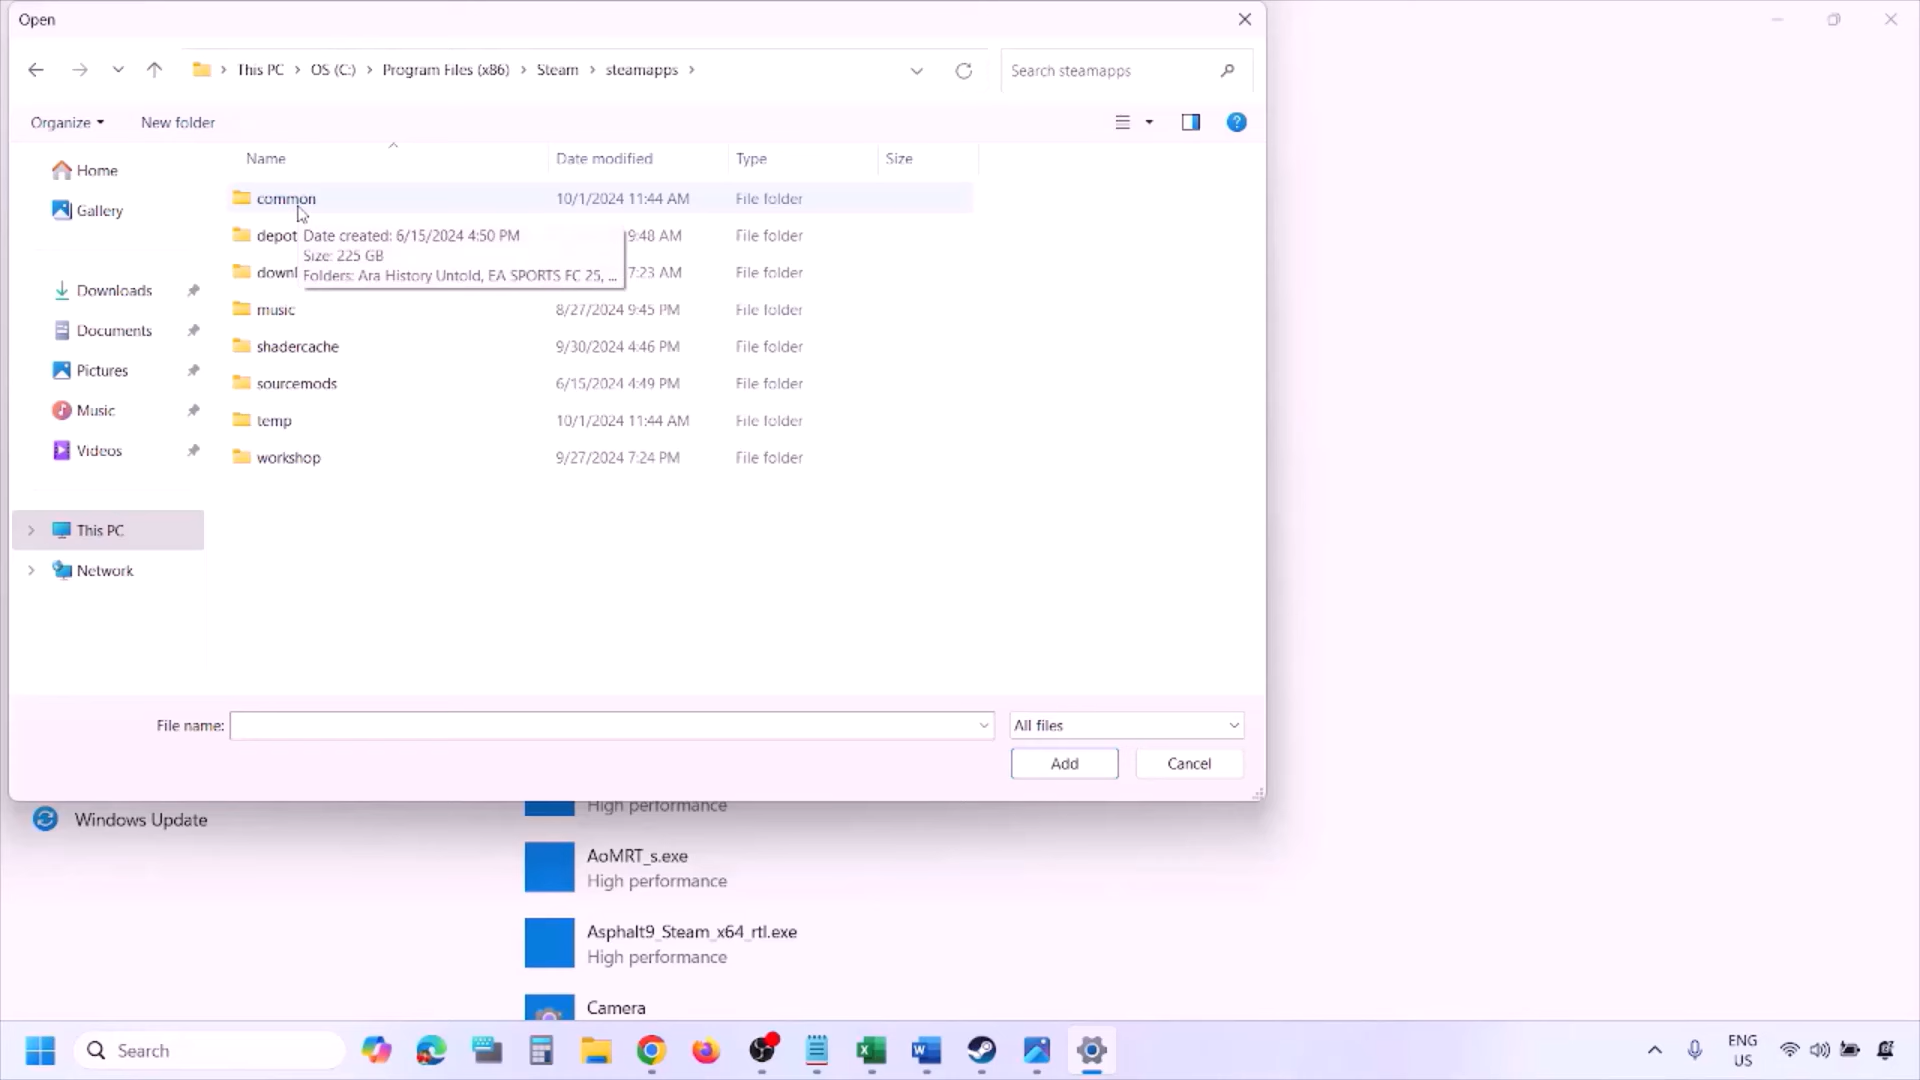 Open
This PC > OS (C:) > Program Files (x86) > Steam > steamapps >
Search steamapps
Organize
New folder
Name
Date modified
Type
Size
Home
Gallery
Downloads
Documents
Pictures
Music
Videos
This PC
Network
common 10/1/2024 11:44 AM File folder
depot 9:48 AM File folder
downl 7:23 AM File folder
music 8/27/2024 9:45 PM File folder
shadercache 9/30/2024 4:46 PM File folder
sourcemods 6/15/2024 4:49 PM File folder
temp 10/1/2024 11:44 AM File folder
workshop 9/27/2024 7:24 PM File folder
Date created: 6/15/2024 4:50 PM
Size: 225 GB
Folders: Ara History Untold, EA SPORTS FC 25, ...
File name:
All files
Add
Cancel
Windows Update
High performance
AoMRT_s.exe
High performance
Asphalt9_Steam_x64_rtl.exe
High performance
Camera
Search
ENG
US